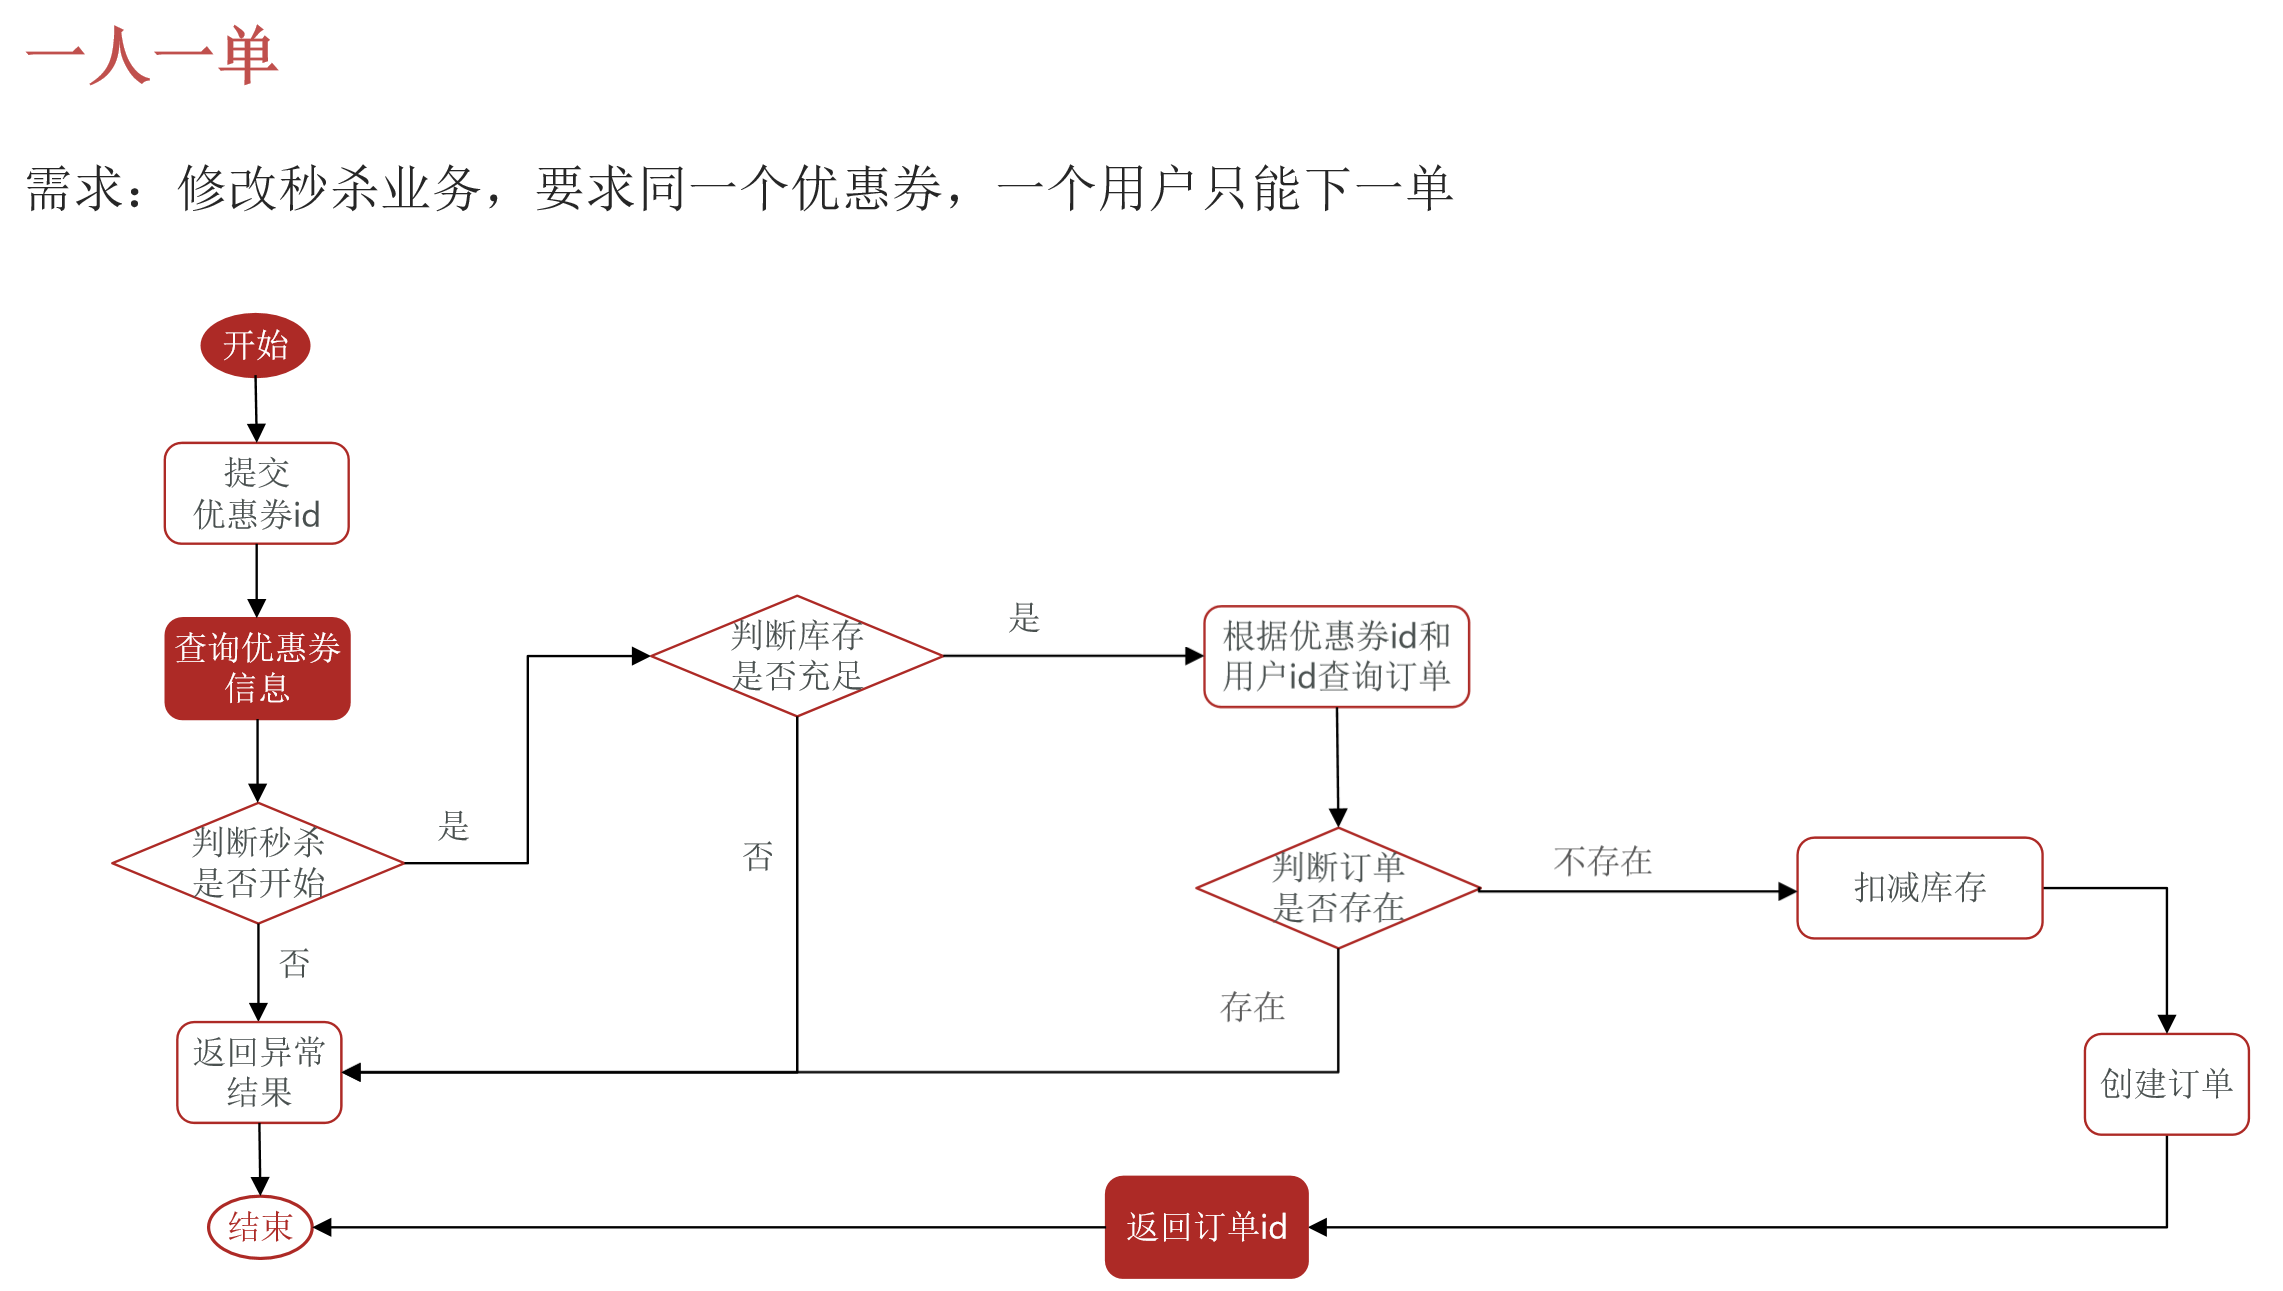 一人一单
需求：修改秒杀业务，要求同一个优惠券，一个用户只能下一单
开始
提交
优惠券id
查询优惠券
信息
判断秒杀
是否开始
是
否
判断库存
是否充足
是
否
根据优惠券id和
用户id查询订单
判断订单
是否存在
不存在
存在
扣减库存
创建订单
返回订单id
返回异常
结果
结束